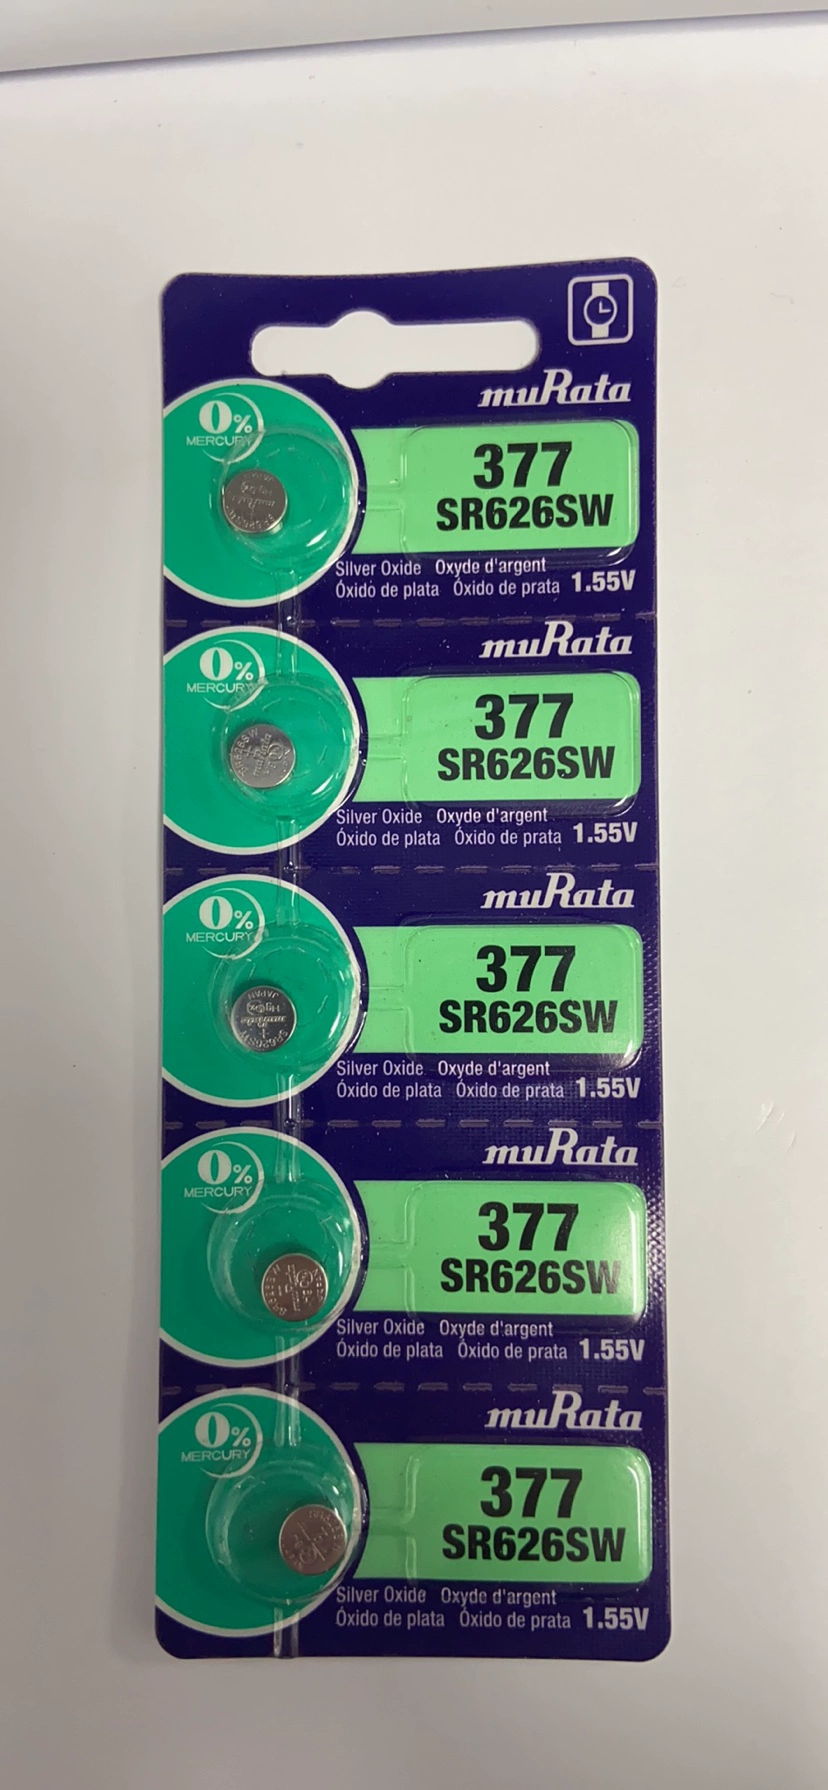 muRata
0%
MERCURY
377
SR626SW
Silver Oxide Oxyde d'argent
Óxido de plata Óxido de prata 1.55V
muRata
0%
MERCURY
377
SR626SW
SR626SW
muRata
Silver Oxide Oxyde d'argent
Óxido de plata Óxido de prata 1.55V
muRata
0%
MERCURY
377
SR626SW
JAPAN
Silver Oxide Oxyde d'argent
Óxido de plata Óxido de prata 1.55V
muRata
0%
MERCURY
377
SR626SW
Silver Oxide Oxyde d'argent
Óxido de plata Óxido de prata 1.55V
muRata
0%
MERCURY
377
SR626SW
Silver Oxide Oxyde d'argent
Óxido de plata Óxido de prata 1.55V